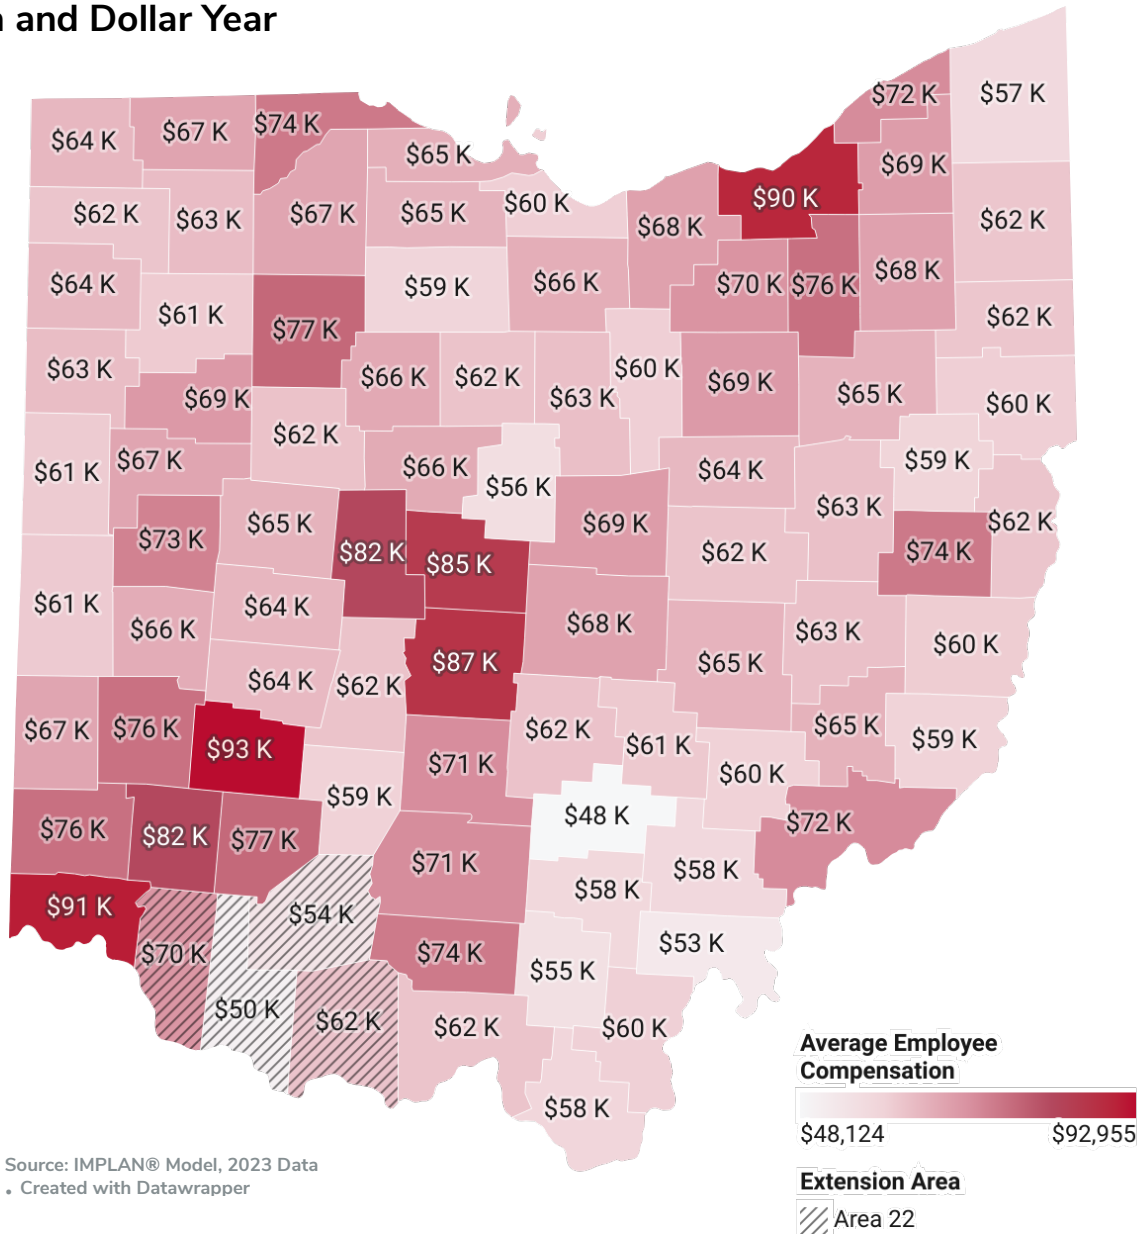 and Dollar Year
$72 K
$57 K
$64 K
$67 K
$74 K
$65 K
$69 K
$62 K
$63 K
$67 K
$65 K
$60 K
$68 K
$90 K
$62 K
$64 K
$61 K
$59 K
$66 K
$70 K
$76 K
$68 K
$77 K
$62 K
$63 K
$69 K
$66 K
$62 K
$63 K
$60 K
$69 K
$65 K
$60 K
$61 K
$67 K
$62 K
$66 K
$56 K
$64 K
$59 K
$73 K
$65 K
$82 K
$85 K
$69 K
$62 K
$63 K
$74 K
$62 K
$61 K
$66 K
$64 K
$87 K
$68 K
$65 K
$63 K
$60 K
$64 K
$62 K
$67 K
$76 K
$93 K
$71 K
$62 K
$61 K
$60 K
$65 K
$59 K
$76 K
$82 K
$77 K
$59 K
$48 K
$72 K
$71 K
$58 K
$58 K
$91 K
$70 K
$54 K
$74 K
$55 K
$53 K
$50 K
$62 K
$62 K
$60 K
$58 K
Average Employee
Compensation
$48,124 $92,955
Extension Area
Area 22
Source: IMPLAN® Model, 2023 Data
. Created with Datawrapper